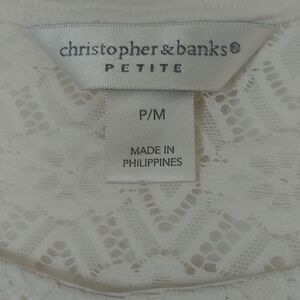 christopher & banks®
PETITE
P/M
MADE IN
PHILIPPINES